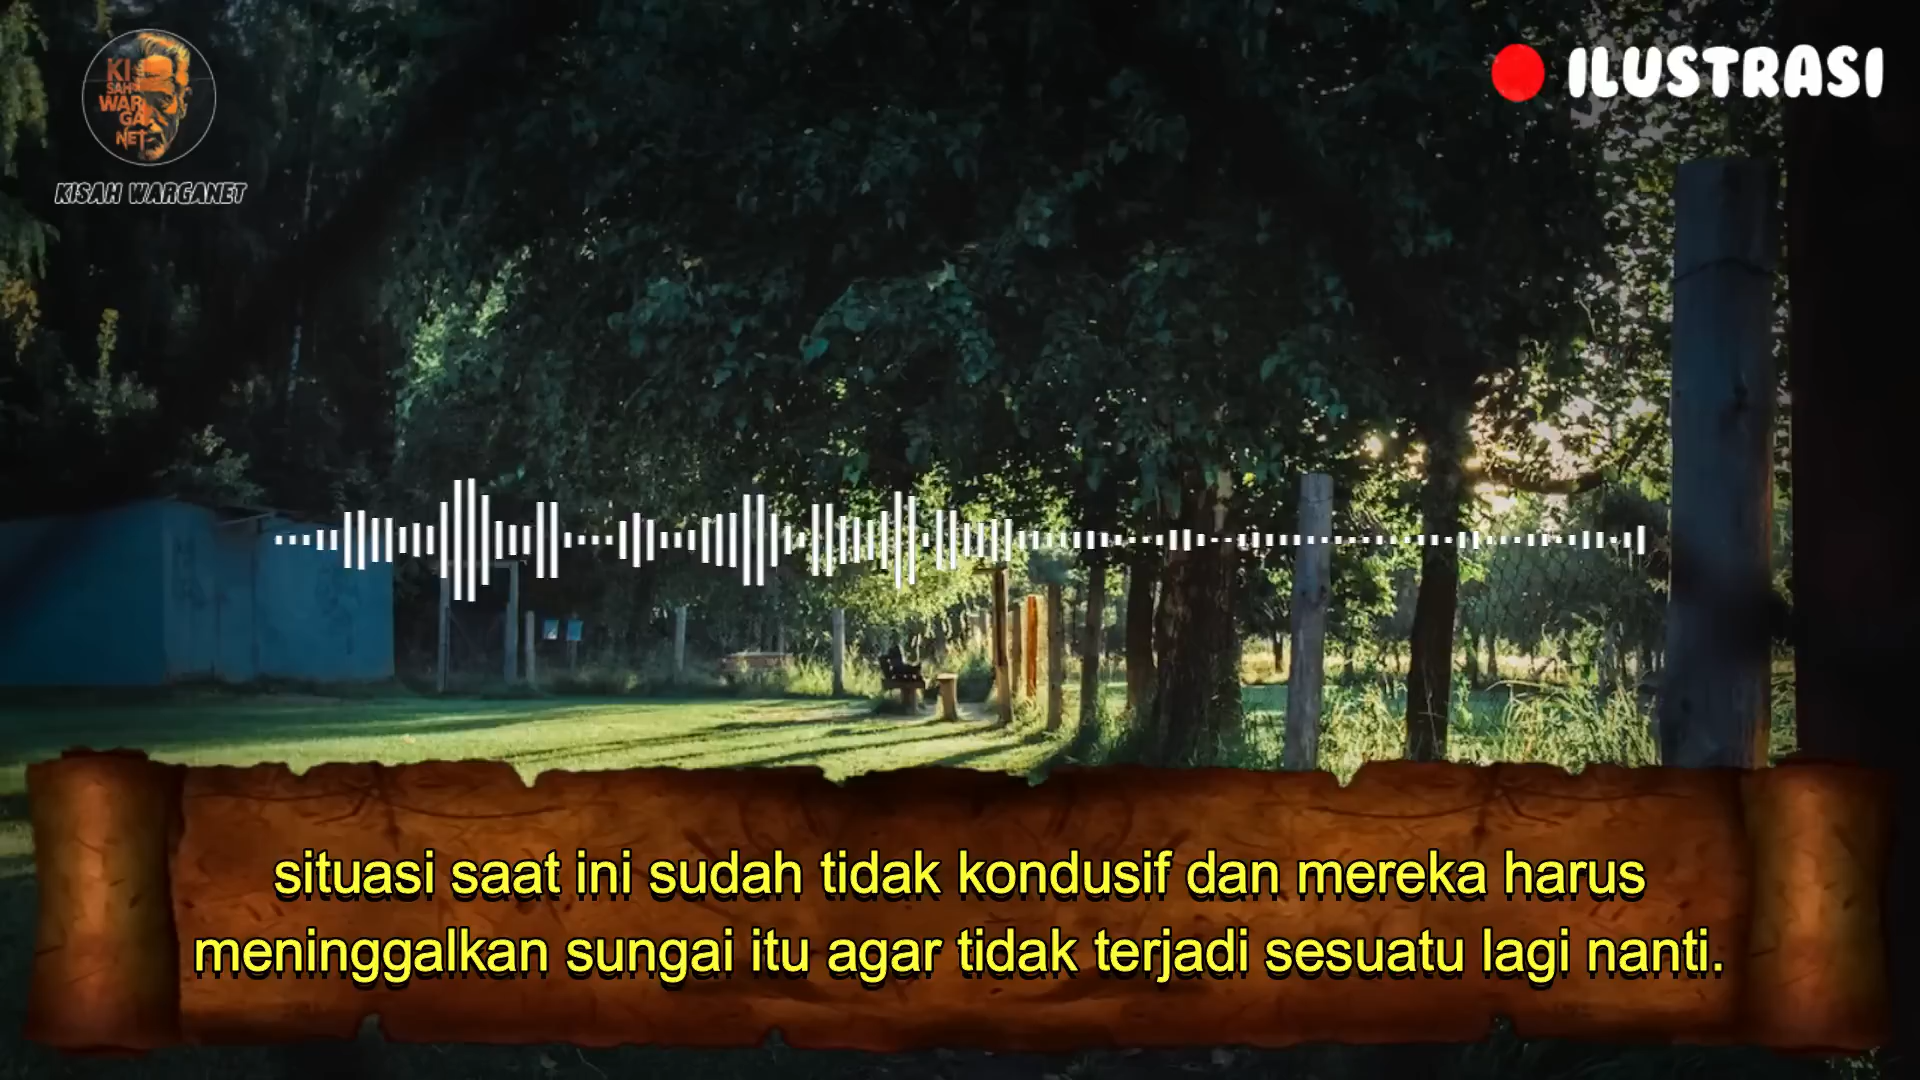 KI
SAH
WAR
GA
NET
KISAH WARGANET
ILUSTRASI
situasi saat ini sudah tidak kondusif dan mereka harus
meninggalkan sungai itu agar tidak terjadi sesuatu lagi nanti.